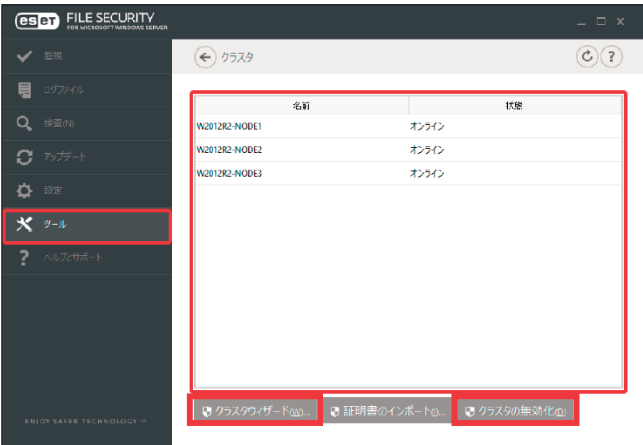 eset FILE SECURITY
FOR MICROSOFT WINDOWS SERVER
監視
ログファイル
検査(N)
アップデート
設定
ツール
ヘルプとサポート
ENJOY SAFER TECHNOLOGY™
クラスタ
?
名前 状態
W2012R2-NODE1 オンライン
W2012R2-NODE2 オンライン
W2012R2-NODE3 オンライン
クラスタウィザード(W)... 証明書のインポート(I)... クラスタの無効化(D)